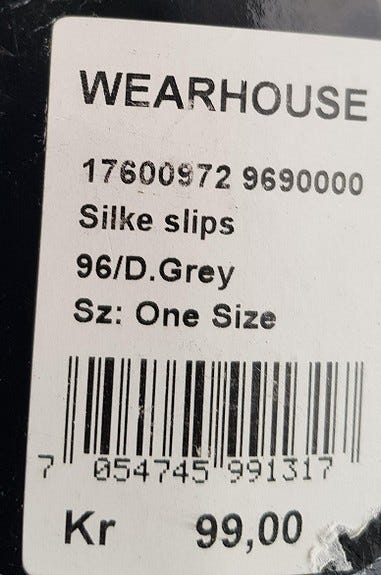 WEARHOUSE
17600972 9690000
Silke slips
96/D.Grey
Sz: One Size
7 054745 991317
Kr 99,00